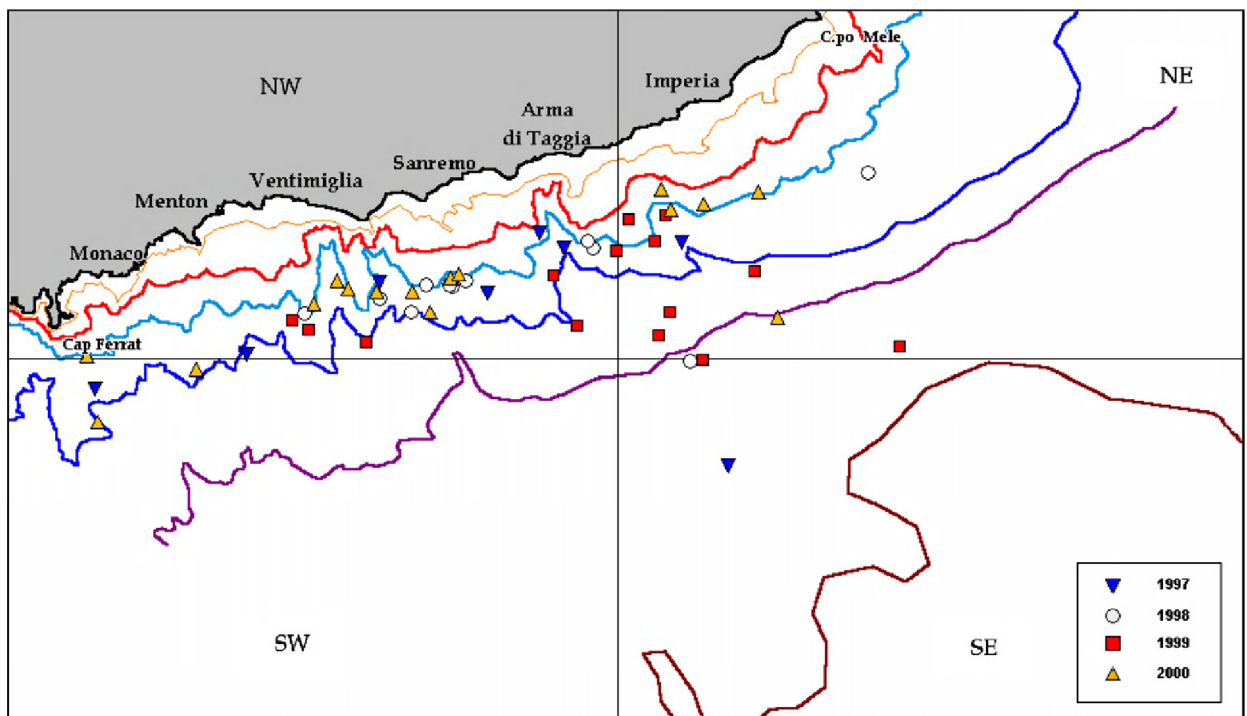 C.po Mele
NW
NE
Imperia
Arma
di Taggia
Sanremo
Ventimiglia
Menton
Monaco
Cap Ferrat
SW
SE
1997
1998
1999
2000